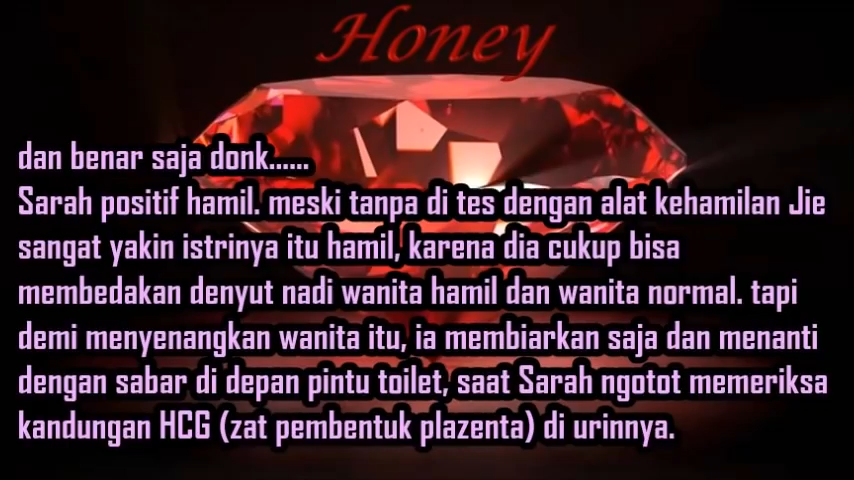 Honey
dan benar saja donk......
Sarah positif hamil. meski tanpa di tes dengan alat kehamilan Jie
sangat yakin istrinya itu hamil, karena dia cukup bisa
membedakan denyut nadi wanita hamil dan wanita normal. tapi
demi menyenangkan wanita itu, ia membiarkan saja dan menanti
dengan sabar di depan pintu toilet, saat Sarah ngotot memeriksa
kandungan HCG (zat pembentuk plazenta) di urinnya.